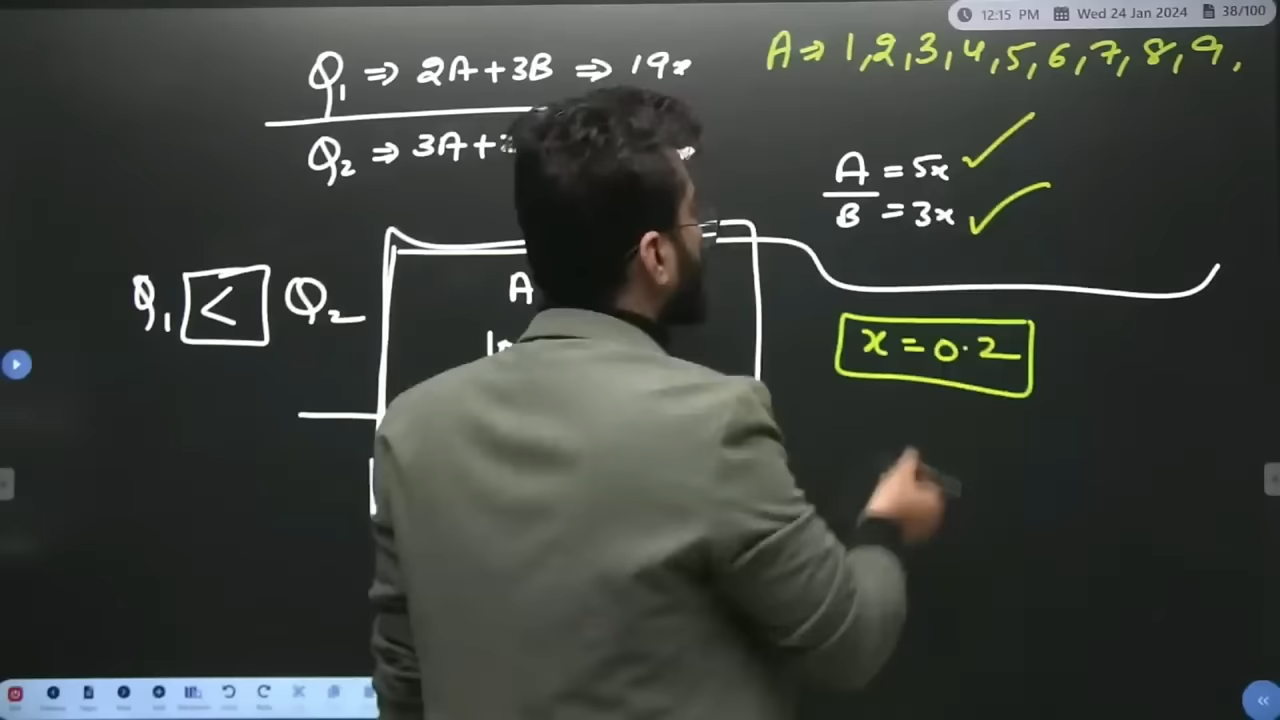 12:15 PM Wed 24 Jan 2024 38/100
Q₁ ⇒ 2A+3B ⇒ 19x
A ⇒ 1,2,3,4,5,6,7,8,9,
Q₂ ⇒ 3A+
A = 5x
B = 3x
Q₁ < Q₂
A
x = 0.2